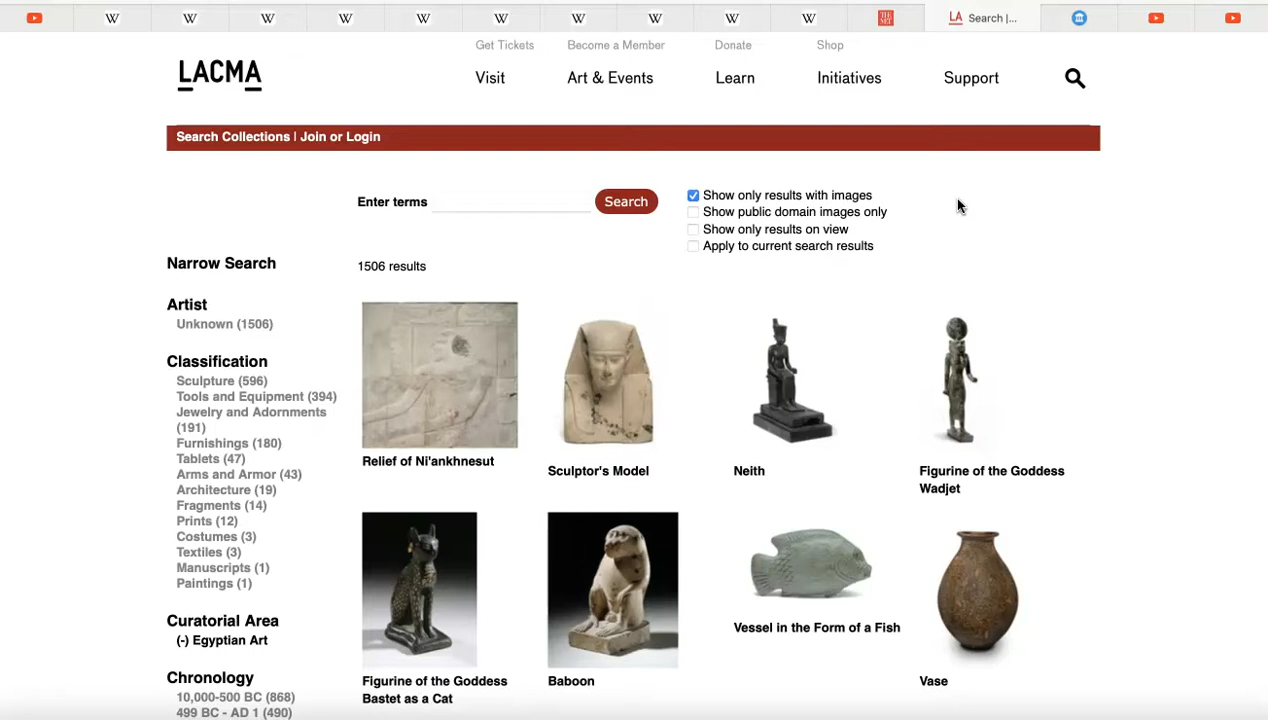 W
W
W
W
W
W
W
W
W
W
THE MET
LA Search |...
Get Tickets
Become a Member
Donate
Shop
LACMA
Visit
Art & Events
Learn
Initiatives
Support
Search Collections | Join or Login
Enter terms
Search
Show only results with images
Show public domain images only
Show only results on view
Apply to current search results
Narrow Search
1506 results
Artist
Unknown (1506)
Classification
Sculpture (596)
Tools and Equipment (394)
Jewelry and Adornments
(191)
Furnishings (180)
Tablets (47)
Arms and Armor (43)
Architecture (19)
Fragments (14)
Prints (12)
Costumes (3)
Textiles (3)
Manuscripts (1)
Paintings (1)
Curatorial Area
(-) Egyptian Art
Chronology
10,000-500 BC (868)
499 BC - AD 1 (490)
Relief of Ni'ankhnesut
Sculptor's Model
Neith
Figurine of the Goddess
Wadjet
Figurine of the Goddess
Bastet as a Cat
Baboon
Vessel in the Form of a Fish
Vase